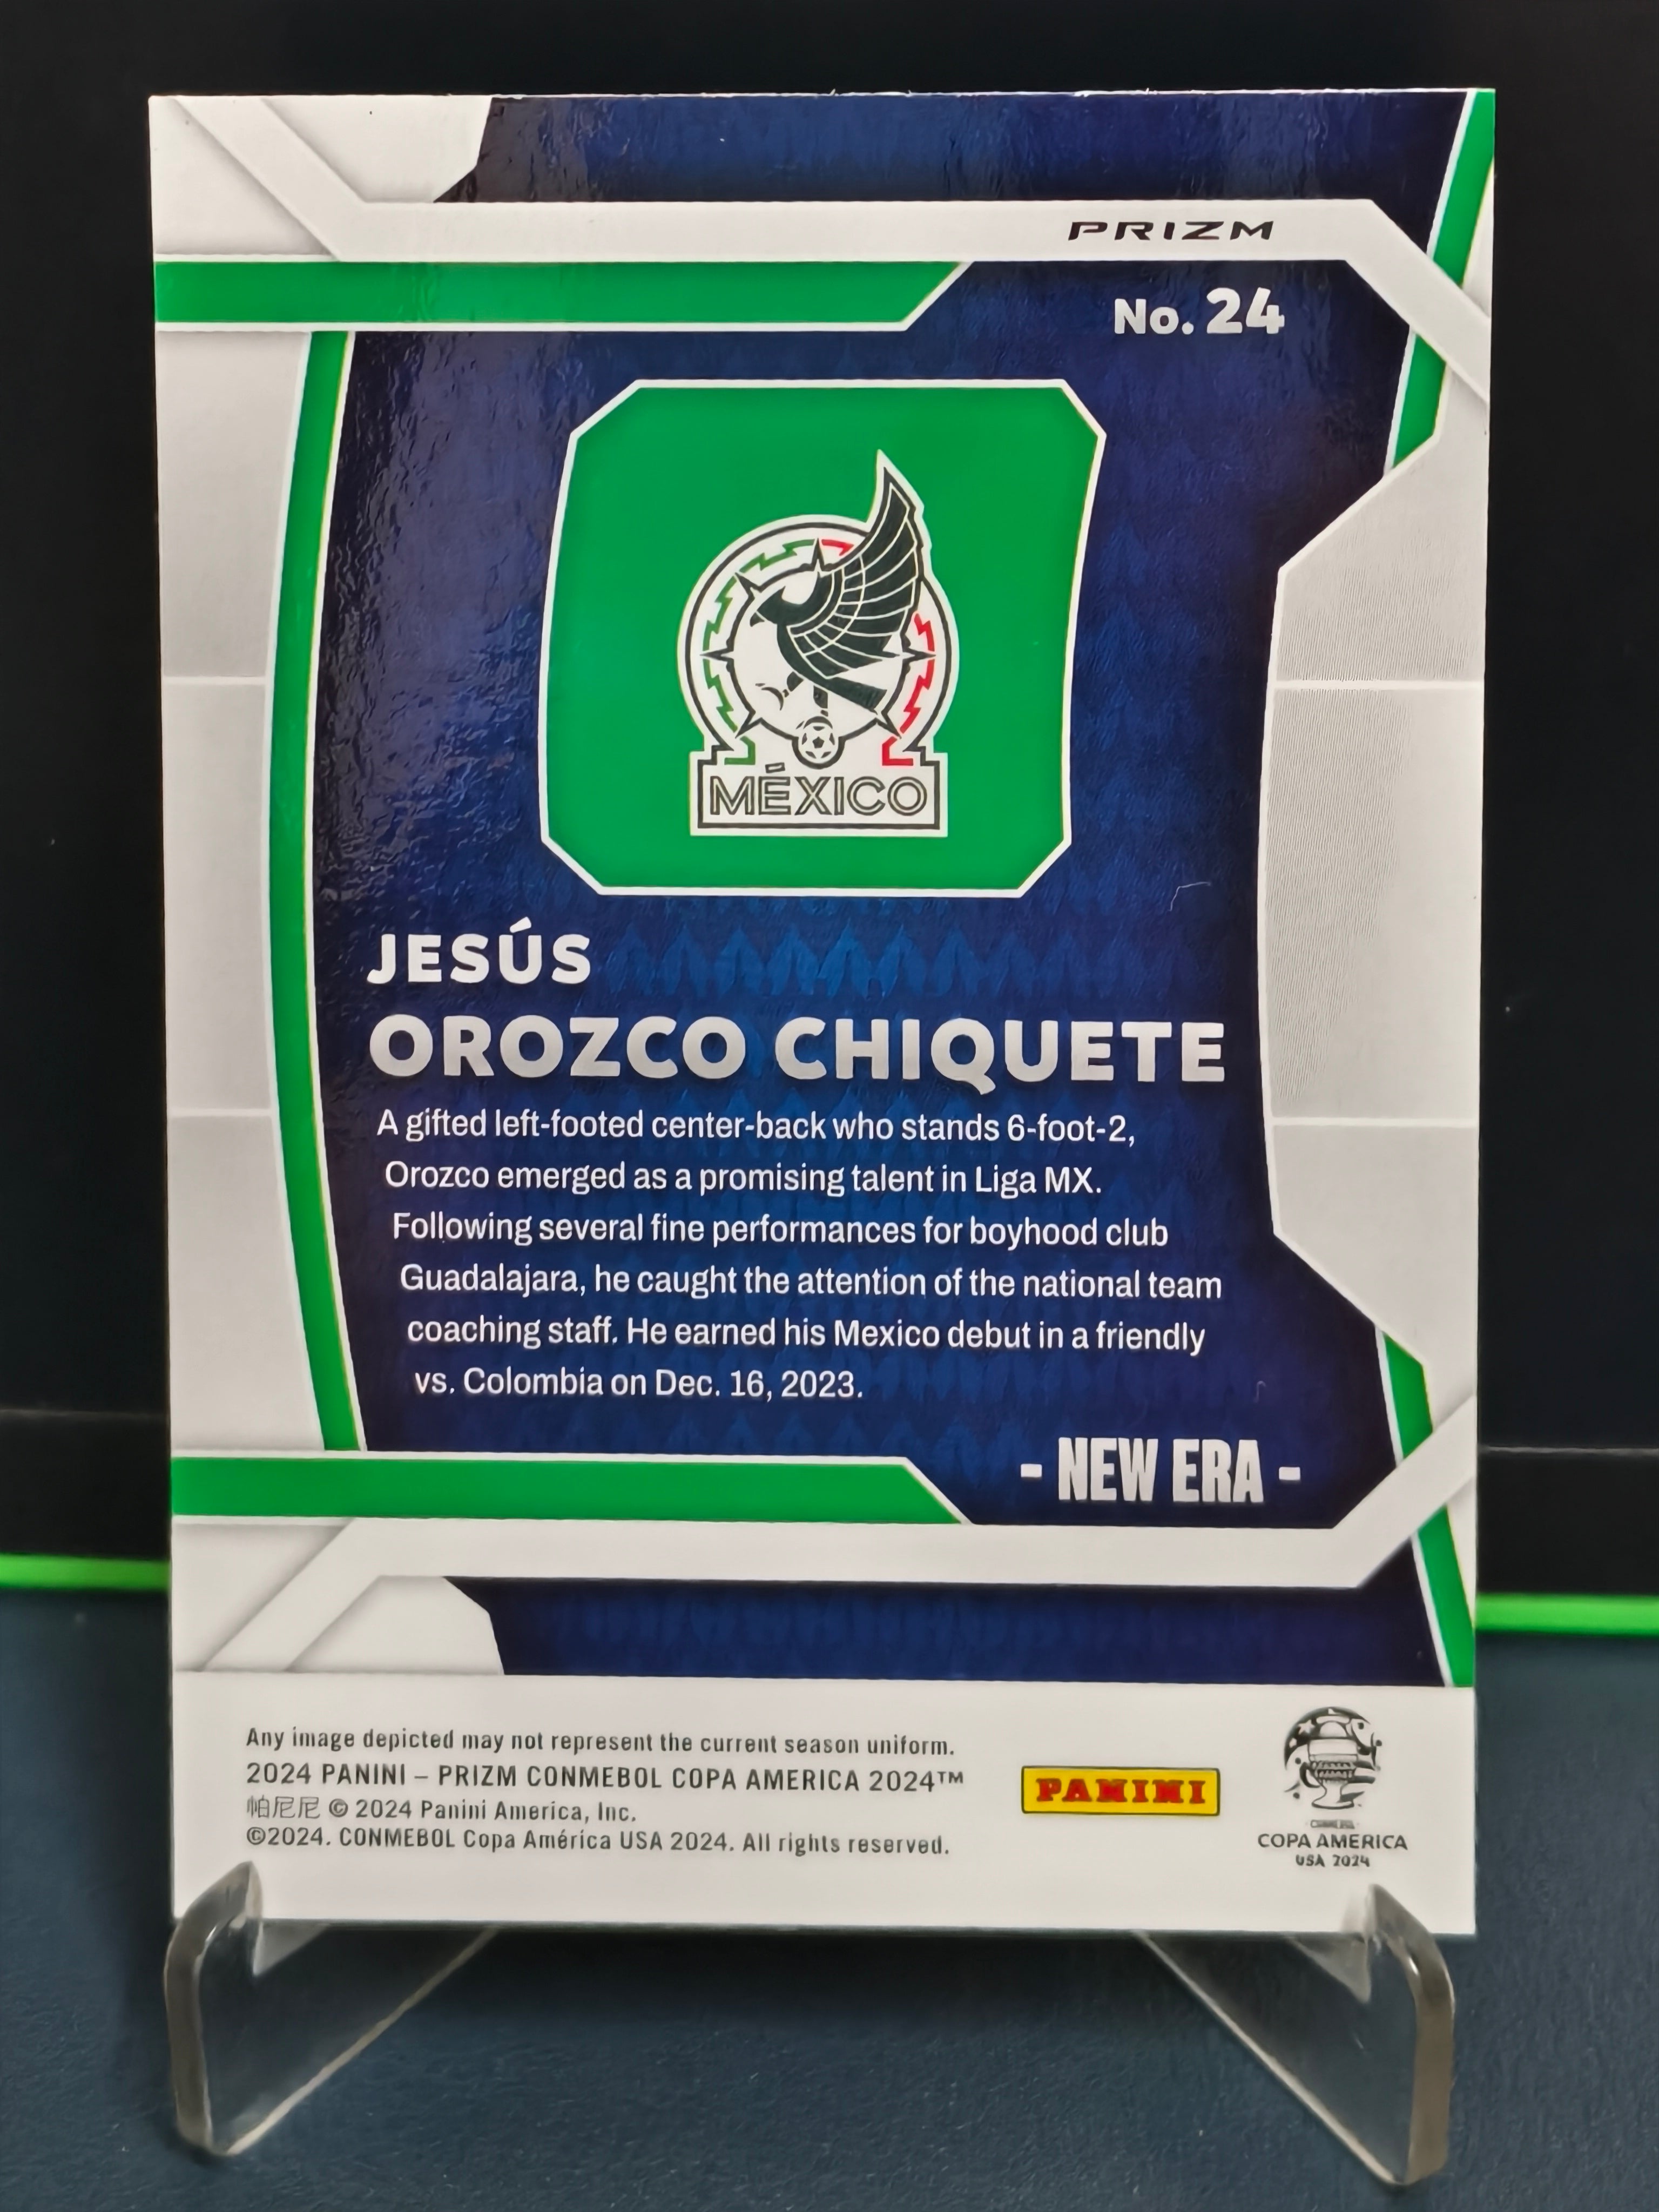 PRIZM
No. 24
MÉXICO
JESÚS
OROZCO CHIQUETE
A gifted left-footed center-back who stands 6-foot-2,
Orozco emerged as a promising talent in Liga MX.
Following several fine performances for boyhood club
Guadalajara, he caught the attention of the national team
coaching staff. He earned his Mexico debut in a friendly
vs. Colombia on Dec. 16, 2023.
- NEW ERA -
Any image depicted may not represent the current season uniform.
2024 PANINI – PRIZM CONMEBOL COPA AMERICA 2024™
帕尼尼 © 2024 Panini America, Inc.
©2024. CONMEBOL Copa América USA 2024. All rights reserved.
PANINI
COPA AMERICA
USA 2024